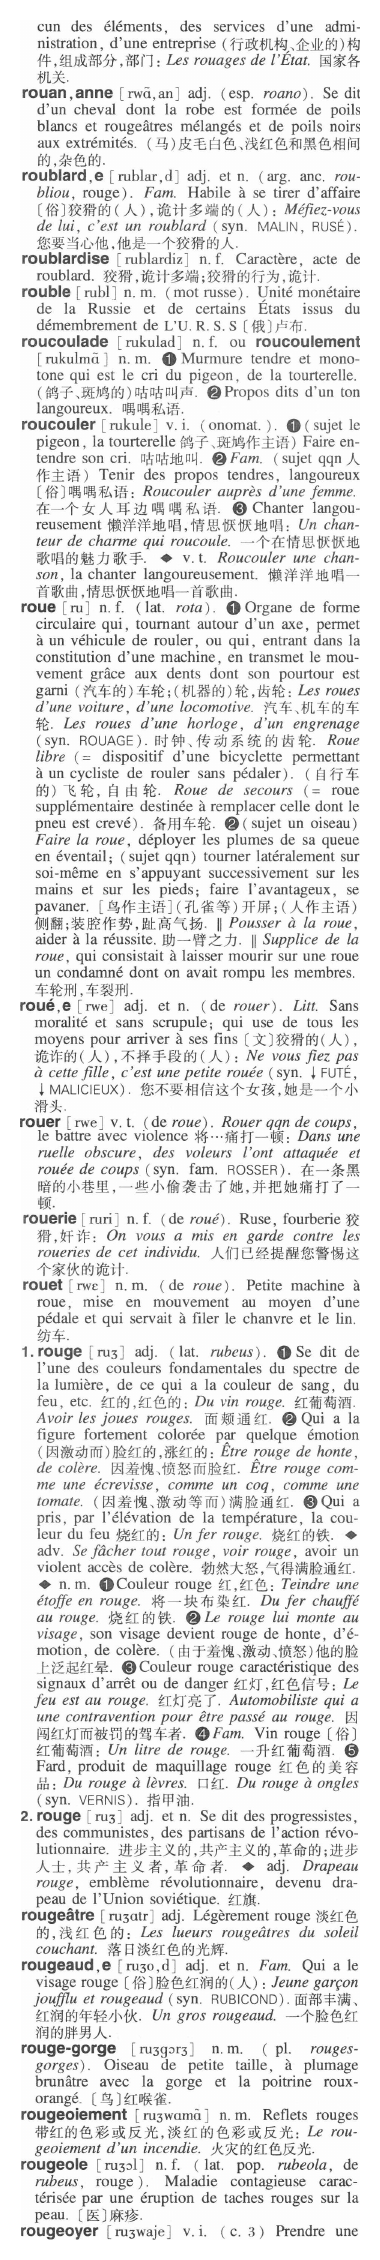 cun des éléments, des services d'une admi-
nistration, d'une entreprise (行政机构、企业的)构
件,组成部分,部门: Les rouages de l'État. 国家各
机关.
rouan,anne [rwɑ̃,an] adj. (esp. roano). Se dit
d'un cheval dont la robe est formée de poils
blancs et rougeâtres mélangés et de poils noirs
aux extrémités. (马)皮毛白色、浅红色和黑色相间
的,杂色的.
roublard,e [rublar,d] adj. et n. (arg. anc. rou-
bliou, rouge). Fam. Habile à se tirer d'affaire
〔俗〕狡猾的(人),诡计多端的(人): Méfiez-vous
de lui, c'est un roublard (syn. MALIN, RUSÉ).
您要当心他,他是一个狡猾的人.
roublardise [rublardiz] n.f. Caractère, acte de
roublard. 狡猾,诡计多端;狡猾的行为,诡计.
rouble [rubl] n.m. (mot russe). Unité monétaire
de la Russie et de certains États issus du
démembrement de L'U.R.S.S〔俄〕卢布.
roucoulade [rukulad] n.f. ou roucoulement
[rukulmɑ̃] n.m. ❶ Murmure tendre et mono-
tone qui est le cri du pigeon, de la tourterelle.
(鸽子、斑鸠的)咕咕叫声. ❷ Propos dits d'un ton
langoureux. 喁喁私语.
roucouler [rukule] v.i. (onomat.). ❶ (sujet le
pigeon, la tourterelle 鸽子、斑鸠作主语) Faire en-
tendre son cri. 咕咕地叫. ❷ Fam. (sujet qqn 人
作主语) Tenir des propos tendres, langoureux
〔俗〕喁喁私语: Roucouler auprès d'une femme.
在一个女人耳边喁喁私语. ❸ Chanter langou-
reusement 懒洋洋地唱,情思恹恹地唱: Un chan-
teur de charme qui roucoule. 一个在情思恹恹地
歌唱的魅力歌手. ◆ v.t. Roucouler une chan-
son, la chanter langoureusement. 懒洋洋地唱一
首歌曲,情思恹恹地唱一首歌曲.
roue [ru] n.f. (lat. rota). ❶ Organe de forme
circulaire qui, tournant autour d'un axe, permet
à un véhicule de rouler, ou qui, entrant dans la
constitution d'une machine, en transmet le mou-
vement grâce aux dents dont son pourtour est
garni (汽车的)车轮;(机器的)轮,齿轮: Les roues
d'une voiture, d'une locomotive. 汽车、机车的车
轮. Les roues d'une horloge, d'un engrenage
(syn. ROUAGE). 时钟、传动系统的齿轮. Roue
libre (= dispositif d'une bicyclette permettant
à un cycliste de rouler sans pédaler). (自行车
的)飞轮,自由轮. Roue de secours (= roue
supplémentaire destinée à remplacer celle dont le
pneu est crevé). 备用车轮. ❷ (sujet un oiseau)
Faire la roue, déployer les plumes de sa queue
en éventail; (sujet qqn) tourner latéralement sur
soi-même en s'appuyant successivement sur les
mains et sur les pieds; faire l'avantageux, se
pavaner. [鸟作主语](孔雀等)开屏;(人作主语)
侧翻;装腔作势,趾高气扬. ‖ Pousser à la roue,
aider à la réussite. 助一臂之力. ‖ Supplice de la
roue, qui consistait à laisser mourir sur une roue
un condamné dont on avait rompu les membres.
车轮刑,车裂刑.
roué,e [rwe] adj. et n. (de rouer). Litt. Sans
moralité et sans scrupule; qui use de tous les
moyens pour arriver à ses fins〔文〕狡猾的(人),
诡诈的(人),不择手段的(人): Ne vous fiez pas
à cette fille, c'est une petite rouée (syn. ↓FUTÉ,
↓MALICIEUX). 您不要相信这个女孩,她是一个小
滑头.
rouer [rwe] v.t. (de roue). Rouer qqn de coups,
le battre avec violence 将…痛打一顿: Dans une
ruelle obscure, des voleurs l'ont attaquée et
rouée de coups (syn. fam. ROSSER). 在一条黑
暗的小巷里,一些小偷袭击了她,并把她痛打了一
顿.
rouerie [ruri] n.f. (de roué). Ruse, fourberie 狡
猾,奸诈: On vous a mis en garde contre les
roueries de cet individu. 人们已经提醒您警惕这
个家伙的诡计.
rouet [rwɛ] n.m. (de roue). Petite machine à
roue, mise en mouvement au moyen d'une
pédale et qui servait à filer le chanvre et le lin.
纺车.
1. rouge [ruʒ] adj. (lat. rubeus). ❶ Se dit de
l'une des couleurs fondamentales du spectre de
la lumière, de ce qui a la couleur de sang, du
feu, etc. 红的,红色的: Du vin rouge. 红葡萄酒.
Avoir les joues rouges. 面颊通红. ❷ Qui a la
figure fortement colorée par quelque émotion
(因激动而)脸红的,涨红的: Être rouge de honte,
de colère. 因羞愧、愤怒而脸红. Être rouge com-
me une écrevisse, comme un coq, comme une
tomate. (因羞愧、激动等而)满脸通红. ❸ Qui a
pris, par l'élévation de la température, la cou-
leur du feu 烧红的: Un fer rouge. 烧红的铁. ◆
adv. Se fâcher tout rouge, voir rouge, avoir un
violent accès de colère. 勃然大怒,气得满脸通红.
◆ n.m. ❶ Couleur rouge 红,红色: Teindre une
étoffe en rouge. 将一块布染红. Du fer chauffé
au rouge. 烧红的铁. ❷ Le rouge lui monte au
visage, son visage devient rouge de honte, d'é-
motion, de colère. (由于羞愧、激动、愤怒)他的脸
上泛起红晕. ❸ Couleur rouge caractéristique des
signaux d'arrêt ou de danger 红灯,红色信号: Le
feu est au rouge. 红灯亮了. Automobiliste qui a
une contravention pour être passé au rouge. 因
闯红灯而被罚的驾车者. ❹ Fam. Vin rouge〔俗〕
红葡萄酒: Un litre de rouge. 一升红葡萄酒. ❺
Fard, produit de maquillage rouge 红色的美容
品: Du rouge à lèvres. 口红. Du rouge à ongles
(syn. VERNIS). 指甲油.
2. rouge [ruʒ] adj. et n. Se dit des progressistes,
des communistes, des partisans de l'action révo-
lutionnaire. 进步主义的,共产主义的,革命的;进步
人士,共产主义者,革命者. ◆ adj. Drapeau
rouge, emblème révolutionnaire, devenu dra-
peau de l'Union soviétique. 红旗.
rougeâtre [ruʒɑtr] adj. Légèrement rouge 淡红色
的,浅红色的: Les lueurs rougeâtres du soleil
couchant. 落日淡红色的光辉.
rougeaud,e [ruʒo,d] adj. et n. Fam. Qui a le
visage rouge〔俗〕脸色红润的(人): Jeune garçon
joufflu et rougeaud (syn. RUBICOND). 面部丰满、
红润的年轻小伙. Un gros rougeaud. 一个脸色红
润的胖男人.
rouge-gorge [ruʒgɔrʒ] n.m. (pl. rouges-
gorges). Oiseau de petite taille, à plumage
brunâtre avec la gorge et la poitrine roux-
orangé.〔鸟〕红喉雀.
rougeoiement [ruʒwɑmɑ̃] n.m. Reflets rouges
带红的色彩或反光,淡红的色彩或反光: Le rou-
geoiement d'un incendie. 火灾的红色反光.
rougeole [ruʒɔl] n.f. (lat. pop. rubeola, de
rubeus, rouge). Maladie contagieuse carac-
térisée par une éruption de taches rouges sur la
peau.〔医〕麻疹.
rougeoyer [ruʒwaje] v.i. (c. 3) Prendre une